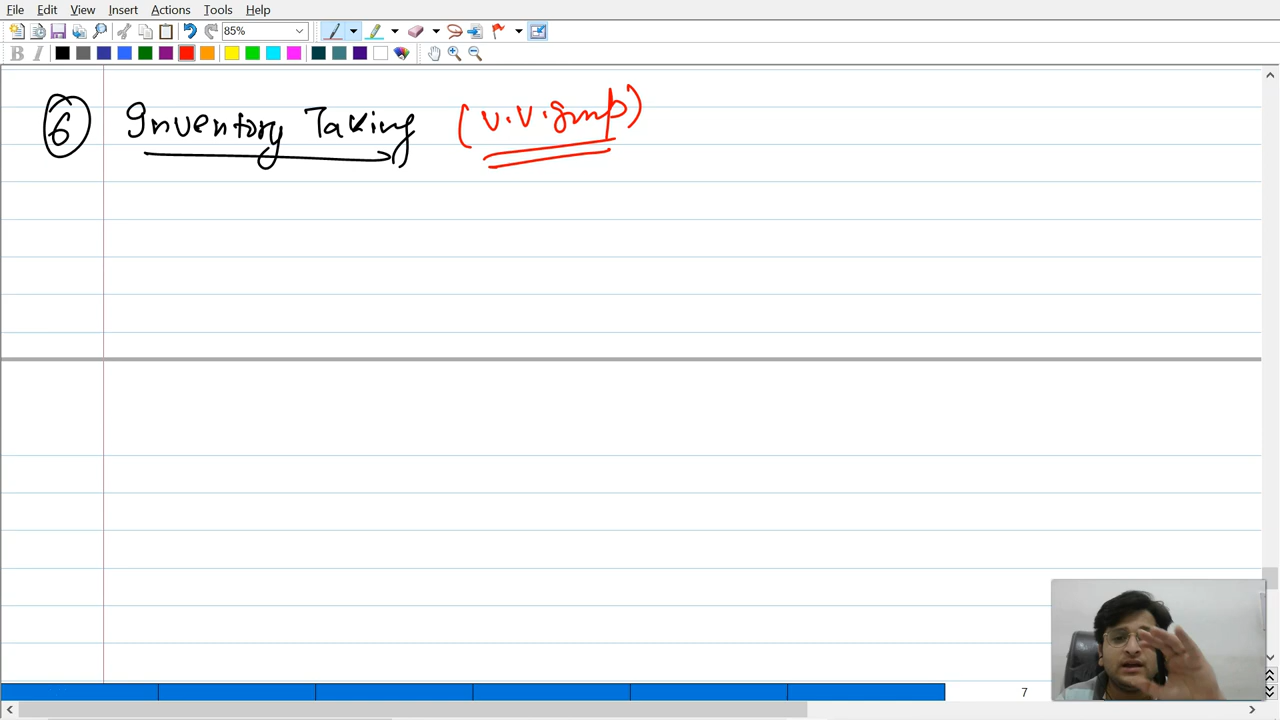 File Edit View Insert Actions Tools Help
85%
B I
6 Inventory Taking (V.V.Imp)
7